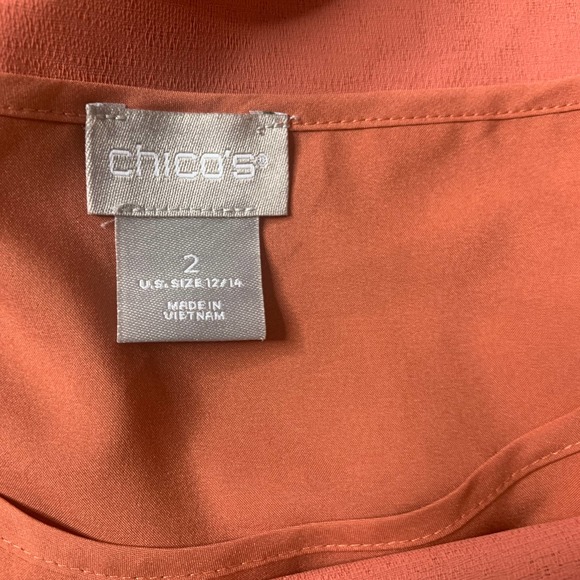 chico's®
2
U.S. SIZE 12/14
MADE IN
VIETNAM